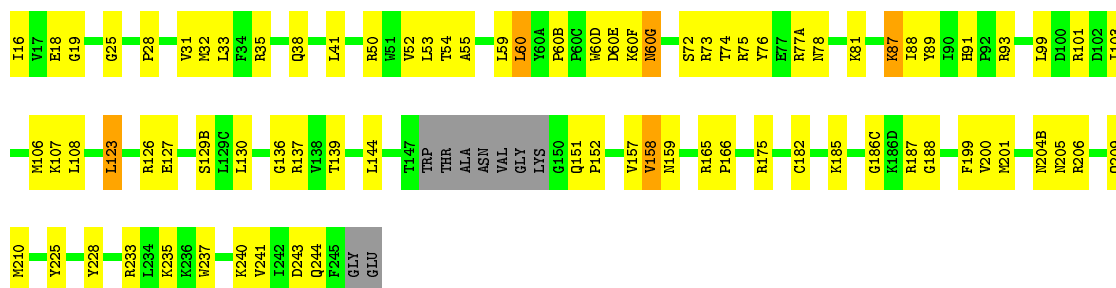 I16 V17 E18 G19 G25 P28 V31 M32 L33 F34 R35 Q38 L41 R50 W51 V52 L53 T54 A55 L59 L60 Y60A P60B P60C W60D D60E K60F N60G S72 R73 T74 R75 Y76 E77 R77A N78 K81 K87 I88 Y89 I90 H91 P92 R93 L99 D100 R101 D102
M106 K107 L108 L123 R126 E127 S129B L129C L130 G136 R137 V138 T139 L144 T147 TRP THR ALA ASN VAL GLY LYS G150 Q151 P152 V157 V158 N159 R165 P166 R175 C182 K185 G186C K186D R187 G188 F199 V200 M201 N204B N205 R206
M210 Y225 Y228 R233 L234 K235 K236 W237 K240 V241 I242 D243 Q244 F245 GLY GLU